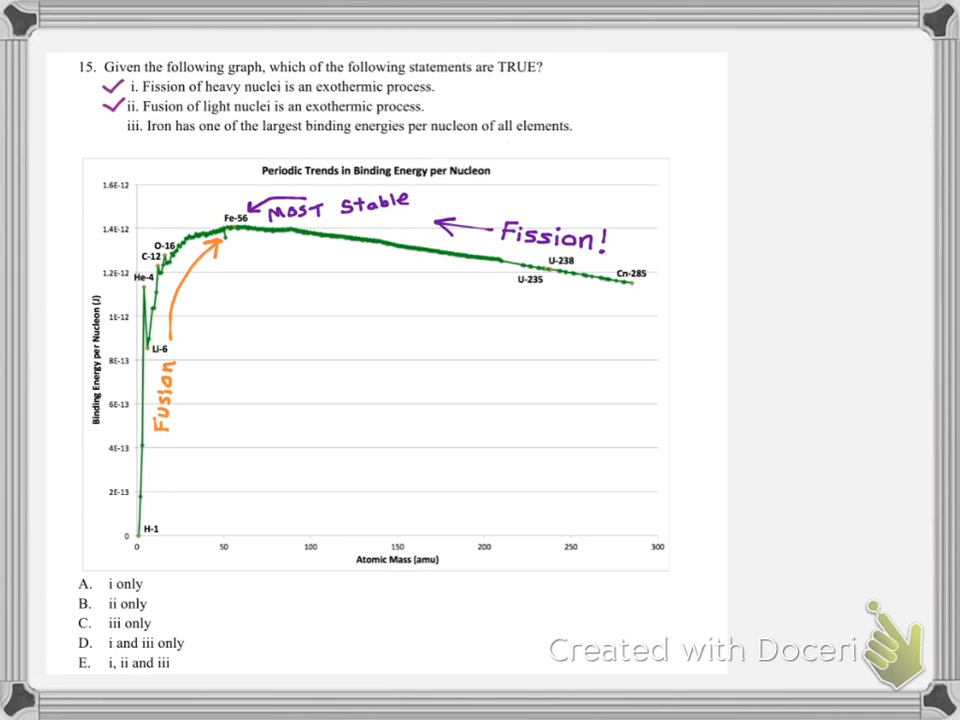 15. Given the following graph, which of the following statements are TRUE?
i. Fission of heavy nuclei is an exothermic process.
ii. Fusion of light nuclei is an exothermic process.
iii. Iron has one of the largest binding energies per nucleon of all elements.
Periodic Trends in Binding Energy per Nucleon
1.6E-12
1.4E-12
1.2E-12
1E-12
8E-13
6E-13
4E-13
2E-13
0
Binding Energy per Nucleon (J)
Fe-56
MOST Stable
Fission!
O-16
C-12
He-4
Li-6
Fusion
H-1
U-238
U-235
Cn-285
0 50 100 150 200 250 300
Atomic Mass (amu)
A. i only
B. ii only
C. iii only
D. i and iii only
E. i, ii and iii
Created with Doceri